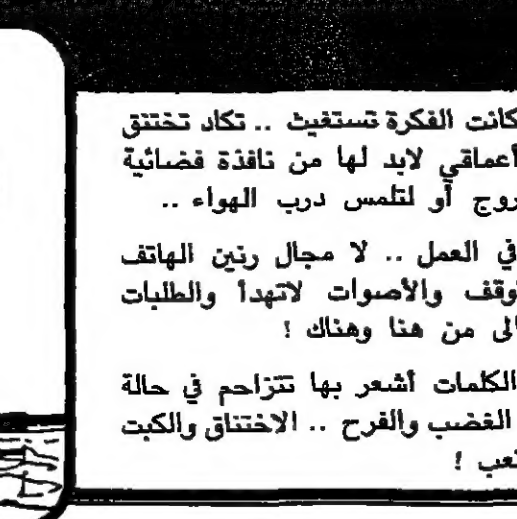 كانت الفكرة تستغيث .. تكاد تختنق
أعماقي لابد لها من نافذة فضائية
روج أو لتلمس درب الهواء ..
في العمل .. لا مجال رنين الهاتف
وقف والأصوات لاتهدأ والطلبات
الى من هنا وهناك !
الكلمات أشعر بها تتزاحم في حالة
الغضب والفرح .. الاختناق والكبت
تعب !